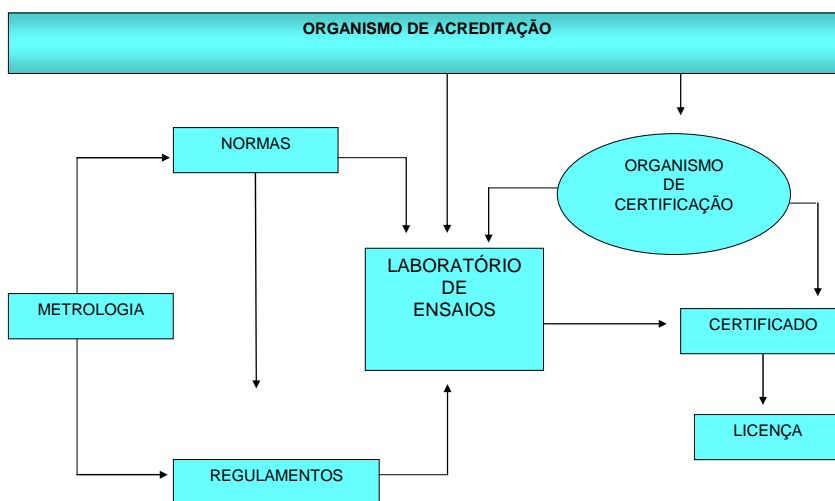 ORGANISMO DE ACREDITAÇÃO
NORMAS
ORGANISMO
DE
CERTIFICAÇÃO
LABORATÓRIO
DE
ENSAIOS
METROLOGIA
CERTIFICADO
LICENÇA
REGULAMENTOS